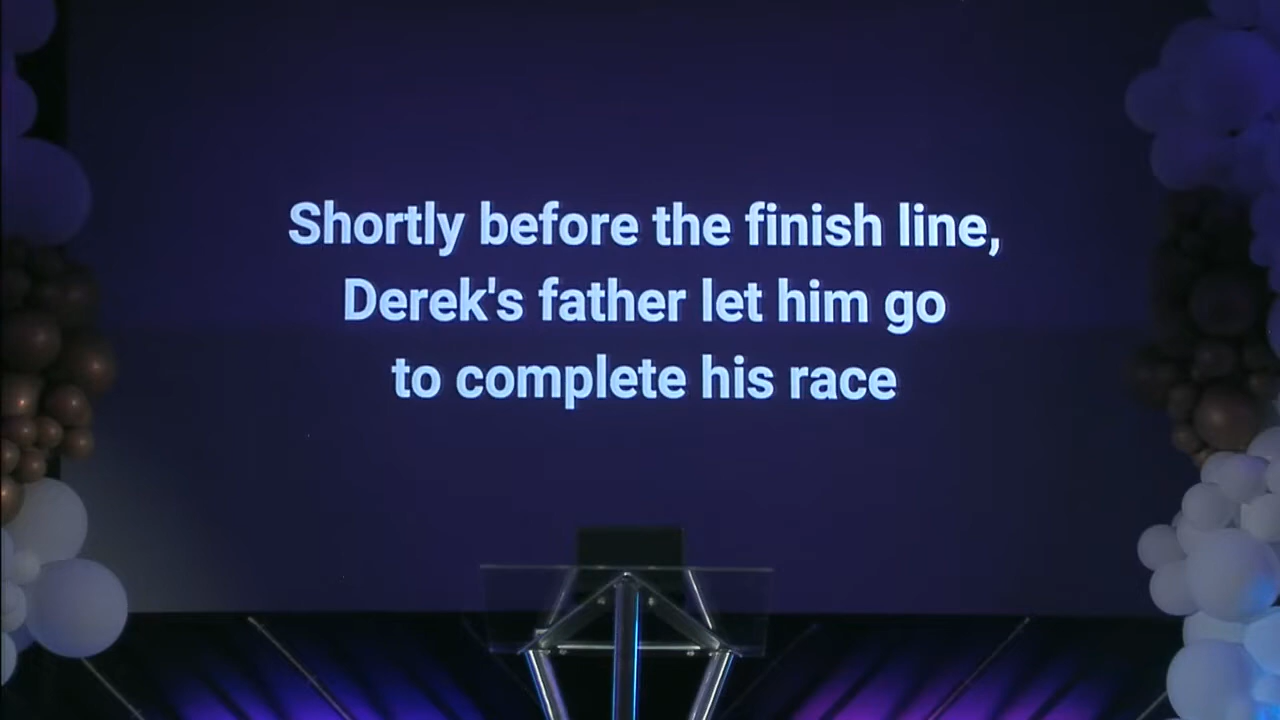 Shortly before the finish line,
Derek's father let him go
to complete his race